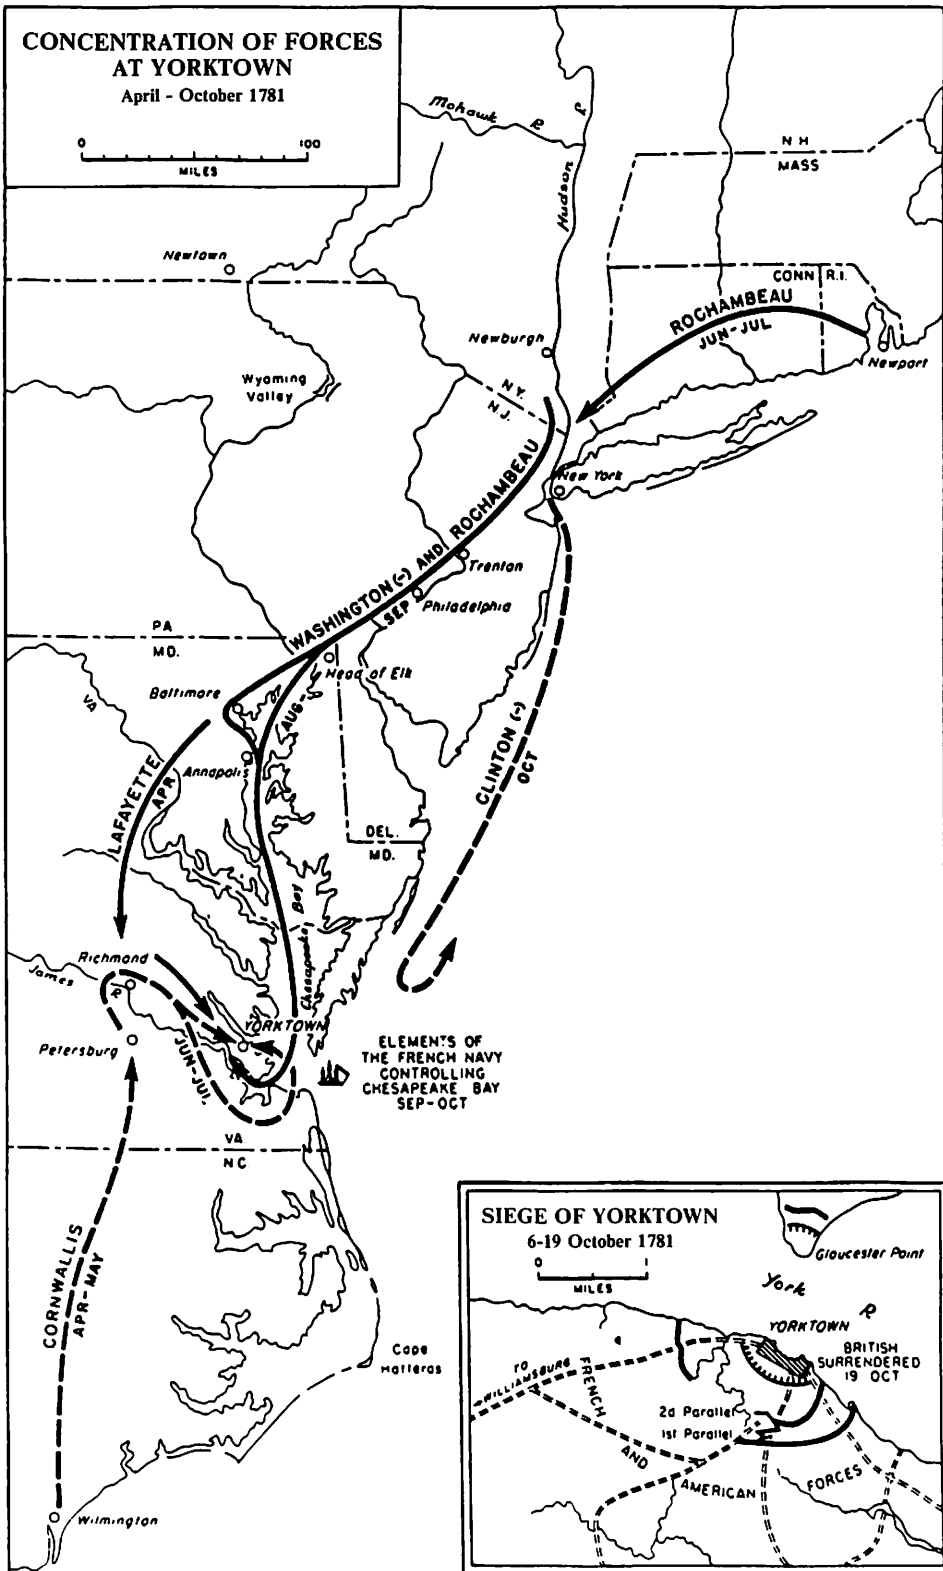 CONCENTRATION OF FORCES
AT YORKTOWN
April - October 1781
0 100
MILES
Mohawk R
Hudson R
N H
MASS
Newtown
CONN R.I.
ROCHAMBEAU
JUN-JUL
Newport
Newburgh
Wyoming
Valley
N.Y.
N.J.
New York
WASHINGTON (-) AND ROCHAMBEAU
AUG-SEP
Trenton
Philadelphia
PA
MD.
Head of Elk
VA
Baltimore
Annapolis
LAFAYETTE
APR
CLINTON (-)
OCT
DEL.
MD.
Chesapeake Bay
Richmond
James R
YORKTOWN
Petersburg
JUN-JUL.
ELEMENTS OF
THE FRENCH NAVY
CONTROLLING
CHESAPEAKE BAY
SEP-OCT
VA
N C
CORNWALLIS
APR-MAY
Cape
Hatteras
Wilmington
SIEGE OF YORKTOWN
6-19 October 1781
0 1
MILES
Gloucester Point
York R
YORKTOWN
BRITISH
SURRENDERED
19 OCT
TO
WILLIAMSBURG
2d Parallel
1st Parallel
FRENCH AND AMERICAN FORCES